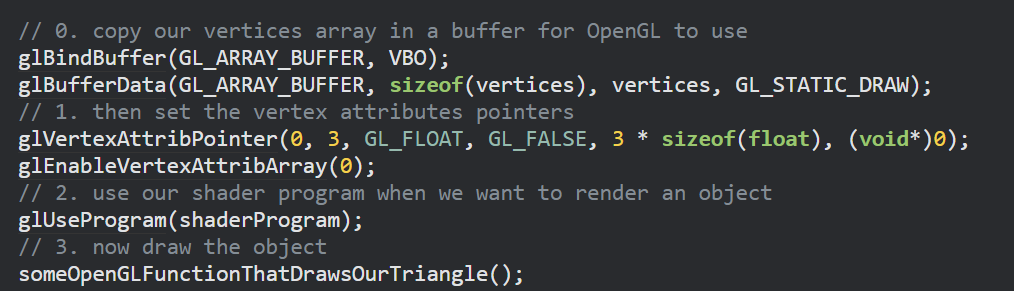 // 0. copy our vertices array in a buffer for OpenGL to use
glBindBuffer(GL_ARRAY_BUFFER, VBO);
glBufferData(GL_ARRAY_BUFFER, sizeof(vertices), vertices, GL_STATIC_DRAW);
// 1. then set the vertex attributes pointers
glVertexAttribPointer(0, 3, GL_FLOAT, GL_FALSE, 3 * sizeof(float), (void*)0);
glEnableVertexAttribArray(0);
// 2. use our shader program when we want to render an object
glUseProgram(shaderProgram);
// 3. now draw the object
someOpenGLFunctionThatDrawsOurTriangle();